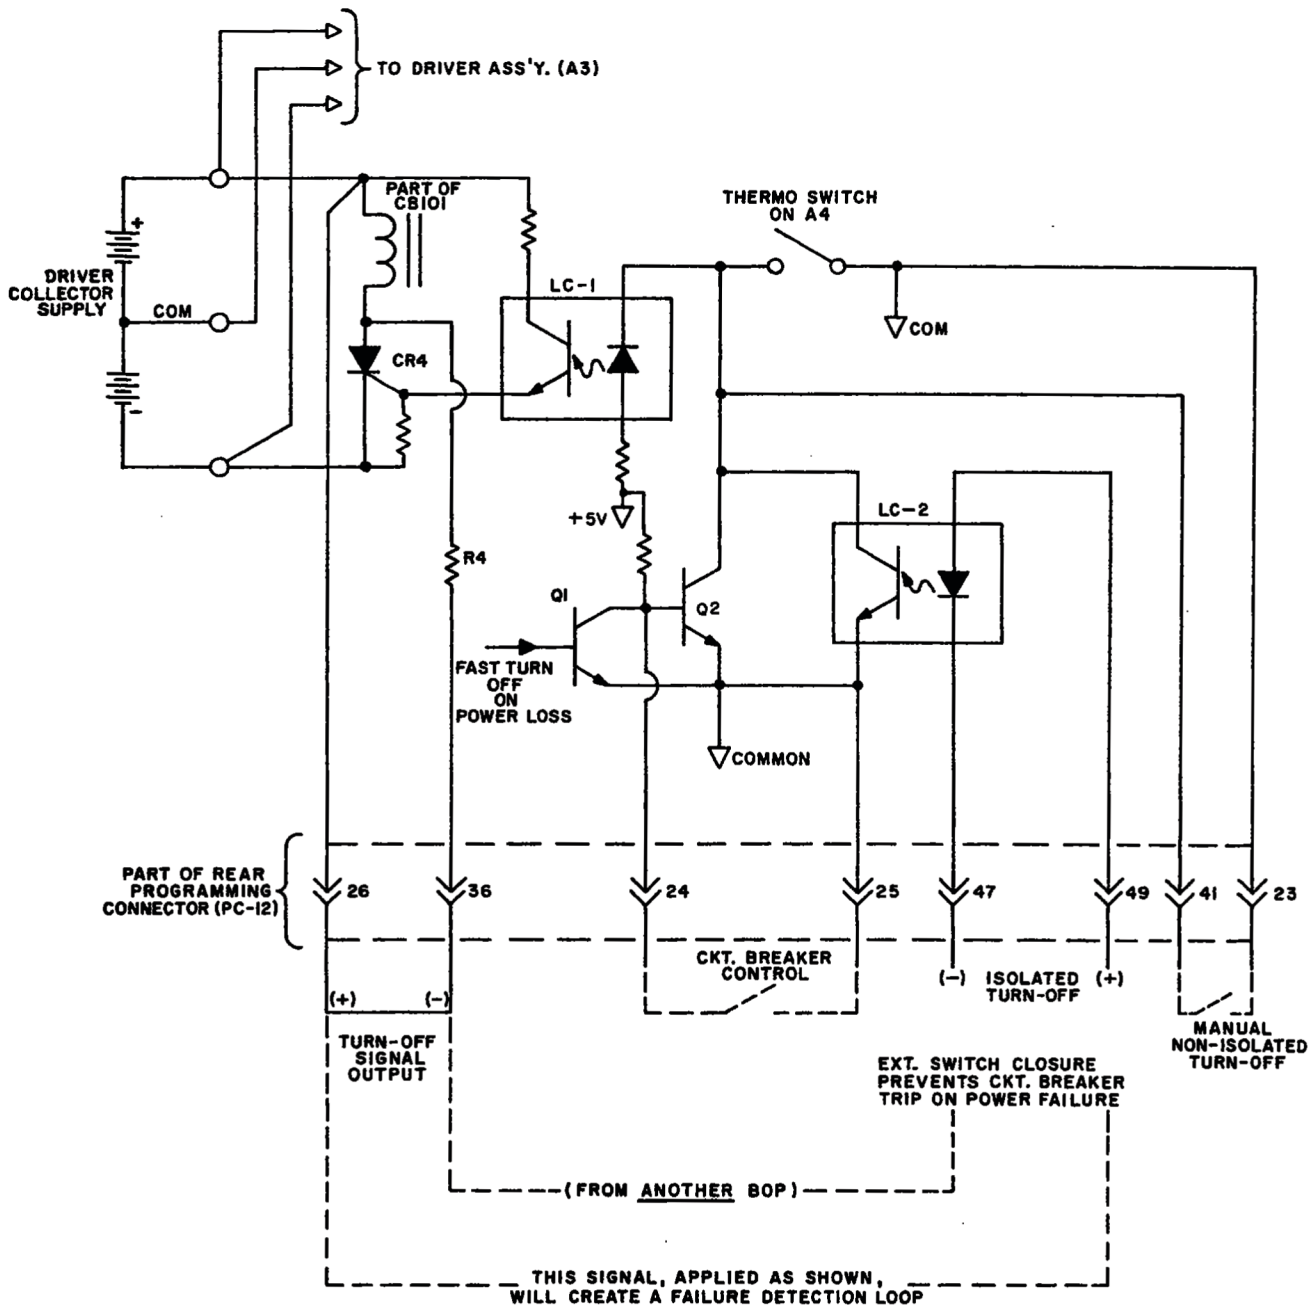 TO DRIVER ASS'Y. (A3)
PART OF
CB101
THERMO SWITCH
ON A4
+
DRIVER
COLLECTOR
SUPPLY
COM
-
LC-1
COM
CR4
+5V
LC-2
R4
Q1
Q2
FAST TURN
OFF
ON
POWER LOSS
COMMON
PART OF REAR
PROGRAMMING
CONNECTOR (PC-12)
26
36
24
25
47
49
41
23
CKT. BREAKER
CONTROL
(-) ISOLATED (+)
TURN-OFF
(+)
(-)
TURN-OFF
SIGNAL
OUTPUT
MANUAL
NON-ISOLATED
TURN-OFF
EXT. SWITCH CLOSURE
PREVENTS CKT. BREAKER
TRIP ON POWER FAILURE
(FROM ANOTHER BOP)
THIS SIGNAL, APPLIED AS SHOWN,
WILL CREATE A FAILURE DETECTION LOOP